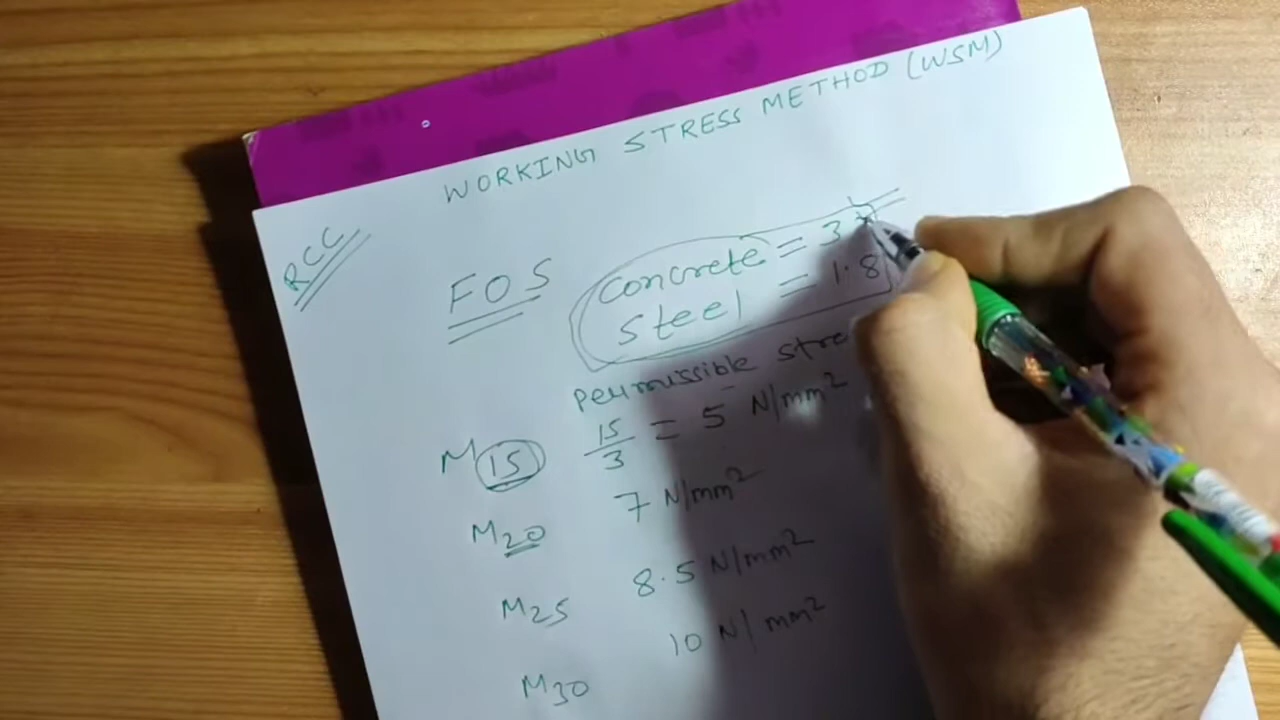 WORKING STRESS METHOD (WSM)
RCC
FOS
Concrete = 3
Steel = 1.8
Permissible
M15 15/3 = 5 N/mm²
M20 7 N/mm²
M25 8.5 N/mm²
M30 10 N/mm²